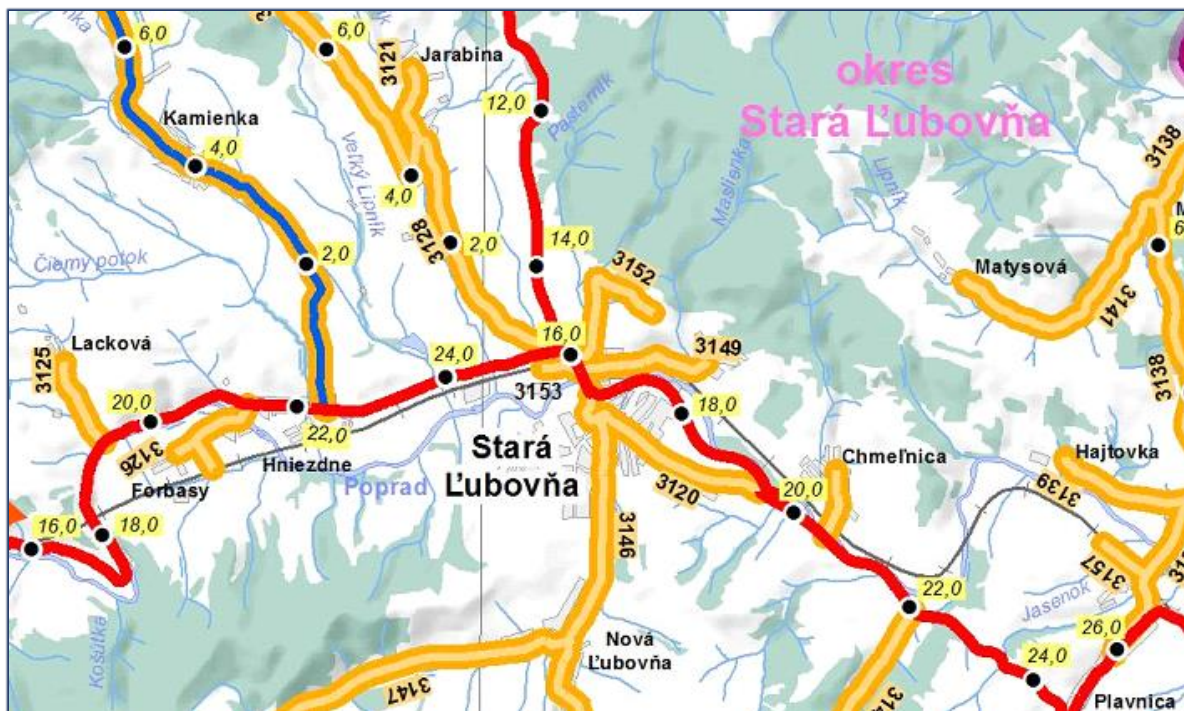 6,0
6,0
3121
Jarabina
12,0
Pasterník
okres
Stará Ľubovňa
3138
Kamienka
4,0
4,0
veľký Lipník
Maslienka
Lipník
2,0
3128
2,0
14,0
Čierny potok
3152
Matysová
3141
Lacková
3125
16,0
24,0
3149
3138
3153
20,0
18,0
22,0
3126
Hniezdne
Forbasy
Poprad
Stará
Ľubovňa
Chmeľnica
Hajtovka
3120
20,0
3139
16,0
18,0
3146
3157
22,0
Jasenok
Košútka
Nová
Ľubovňa
26,0
24,0
3147
Plavnica